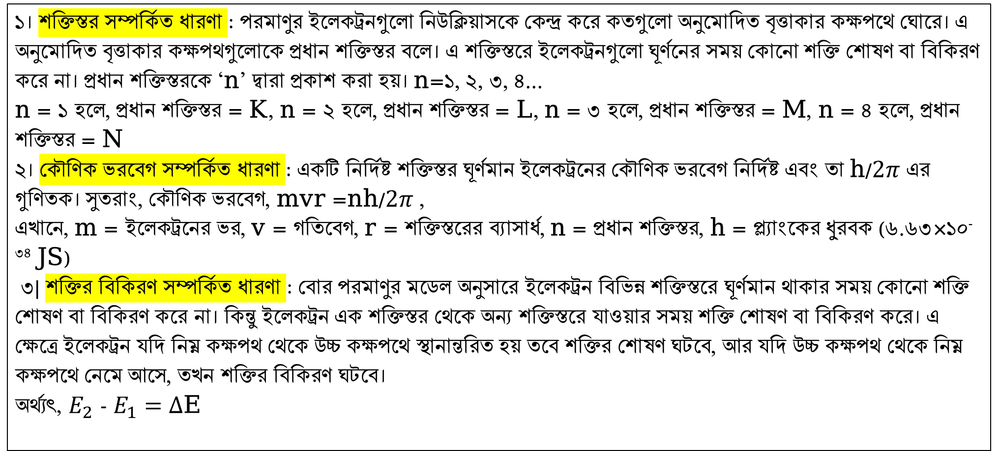 ১। শক্তিস্তর সম্পর্কিত ধারণা : পরমাণুর ইলেকট্রনগুলো নিউক্লিয়াসকে কেন্দ্র করে কতগুলো অনুমোদিত বৃত্তাকার কক্ষপথে ঘোরে। এ
অনুমোদিত বৃত্তাকার কক্ষপথগুলোকে প্রধান শক্তিস্তর বলে। এ শক্তিস্তরে ইলেকট্রনগুলো ঘূর্ণনের সময় কোনো শক্তি শোষণ বা বিকিরণ
করে না। প্রধান শক্তিস্তরকে ‘n’ দ্বারা প্রকাশ করা হয়। n=১, ২, ৩, ৪...
n = ১ হলে, প্রধান শক্তিস্তর = K, n = ২ হলে, প্রধান শক্তিস্তর = L, n = ৩ হলে, প্রধান শক্তিস্তর = M, n = ৪ হলে, প্রধান
শক্তিস্তর = N
২। কৌণিক ভরবেগ সম্পর্কিত ধারণা : একটি নির্দিষ্ট শক্তিস্তর ঘূর্ণমান ইলেকট্রনের কৌণিক ভরবেগ নির্দিষ্ট এবং তা h/2π এর
গুণিতক। সুতরাং, কৌণিক ভরবেগ, mvr =nh/2π ,
এখানে, m = ইলেকট্রনের ভর, v = গতিবেগ, r = শক্তিস্তরের ব্যাসার্ধ, n = প্রধান শক্তিস্তর, h = প্ল্যাংকের ধুরবক (৬.৬৩×১০⁻
³⁴ JS)
৩| শক্তির বিকিরণ সম্পর্কিত ধারণা : বোর পরমাণুর মডেল অনুসারে ইলেকট্রন বিভিন্ন শক্তিস্তরে ঘূর্ণমান থাকার সময় কোনো শক্তি
শোষণ বা বিকিরণ করে না। কিন্তু ইলেকট্রন এক শক্তিস্তর থেকে অন্য শক্তিস্তরে যাওয়ার সময় শক্তি শোষণ বা বিকিরণ করে। এ
ক্ষেত্রে ইলেকট্রন যদি নিম্ন কক্ষপথ থেকে উচ্চ কক্ষপথে স্থানান্তরিত হয় তবে শক্তির শোষণ ঘটবে, আর যদি উচ্চ কক্ষপথ থেকে নিম্ন
কক্ষপথে নেমে আসে, তখন শক্তির বিকিরণ ঘটবে।
অর্থ্যৎ, E₂ - E₁ = ΔE